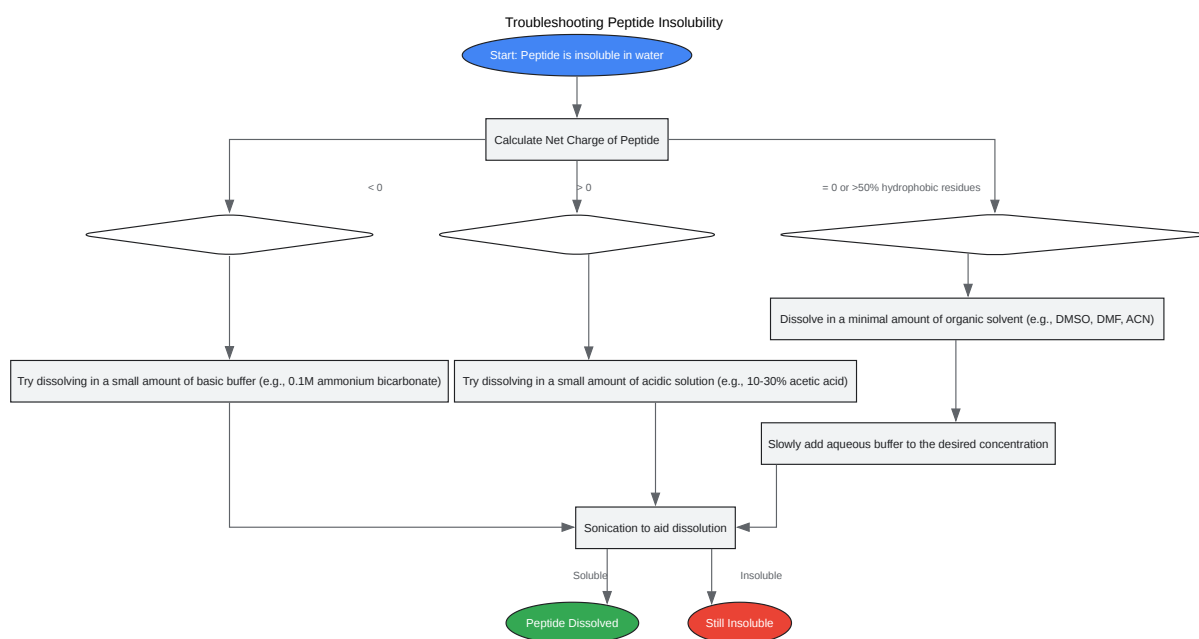 Troubleshooting Peptide Insolubility
Start: Peptide is insoluble in water
Calculate Net Charge of Peptide
< 0
> 0
= 0 or >50% hydrophobic residues
Dissolve in a minimal amount of organic solvent (e.g., DMSO, DMF, ACN)
Try dissolving in a small amount of basic buffer (e.g., 0.1M ammonium bicarbonate)
Try dissolving in a small amount of acidic solution (e.g., 10-30% acetic acid)
Slowly add aqueous buffer to the desired concentration
Sonication to aid dissolution
Soluble
Insoluble
Peptide Dissolved
Still Insoluble